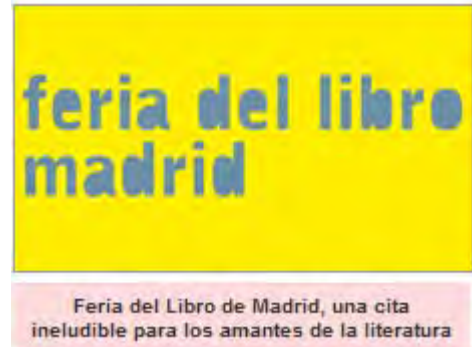 feria del libro
madrid
Feria del Libro de Madrid, una cita
ineludible para los amantes de la literatura